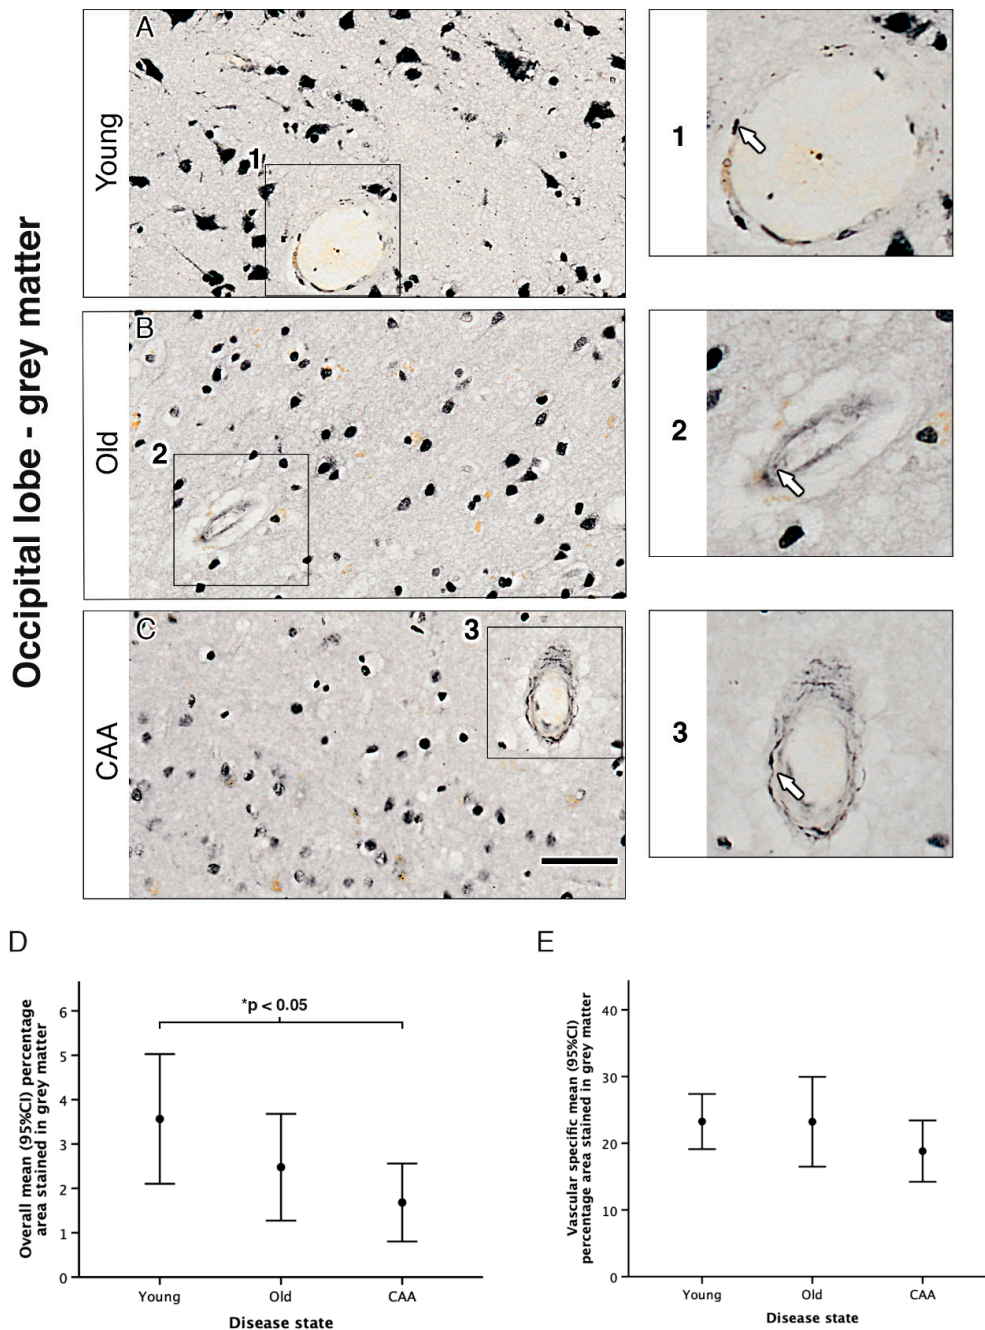 Occipital lobe - grey matter
Young
A
1
1
Old
B
2
2
CAA
C
3
3
D
Overall mean (95%CI) percentage
area stained in grey matter
6
5
4
3
2
1
0
*p < 0.05
Young Old CAA
Disease state
E
Vascular specific mean (95%CI)
percentage area stained in grey matter
40
30
20
10
0
Young Old CAA
Disease state